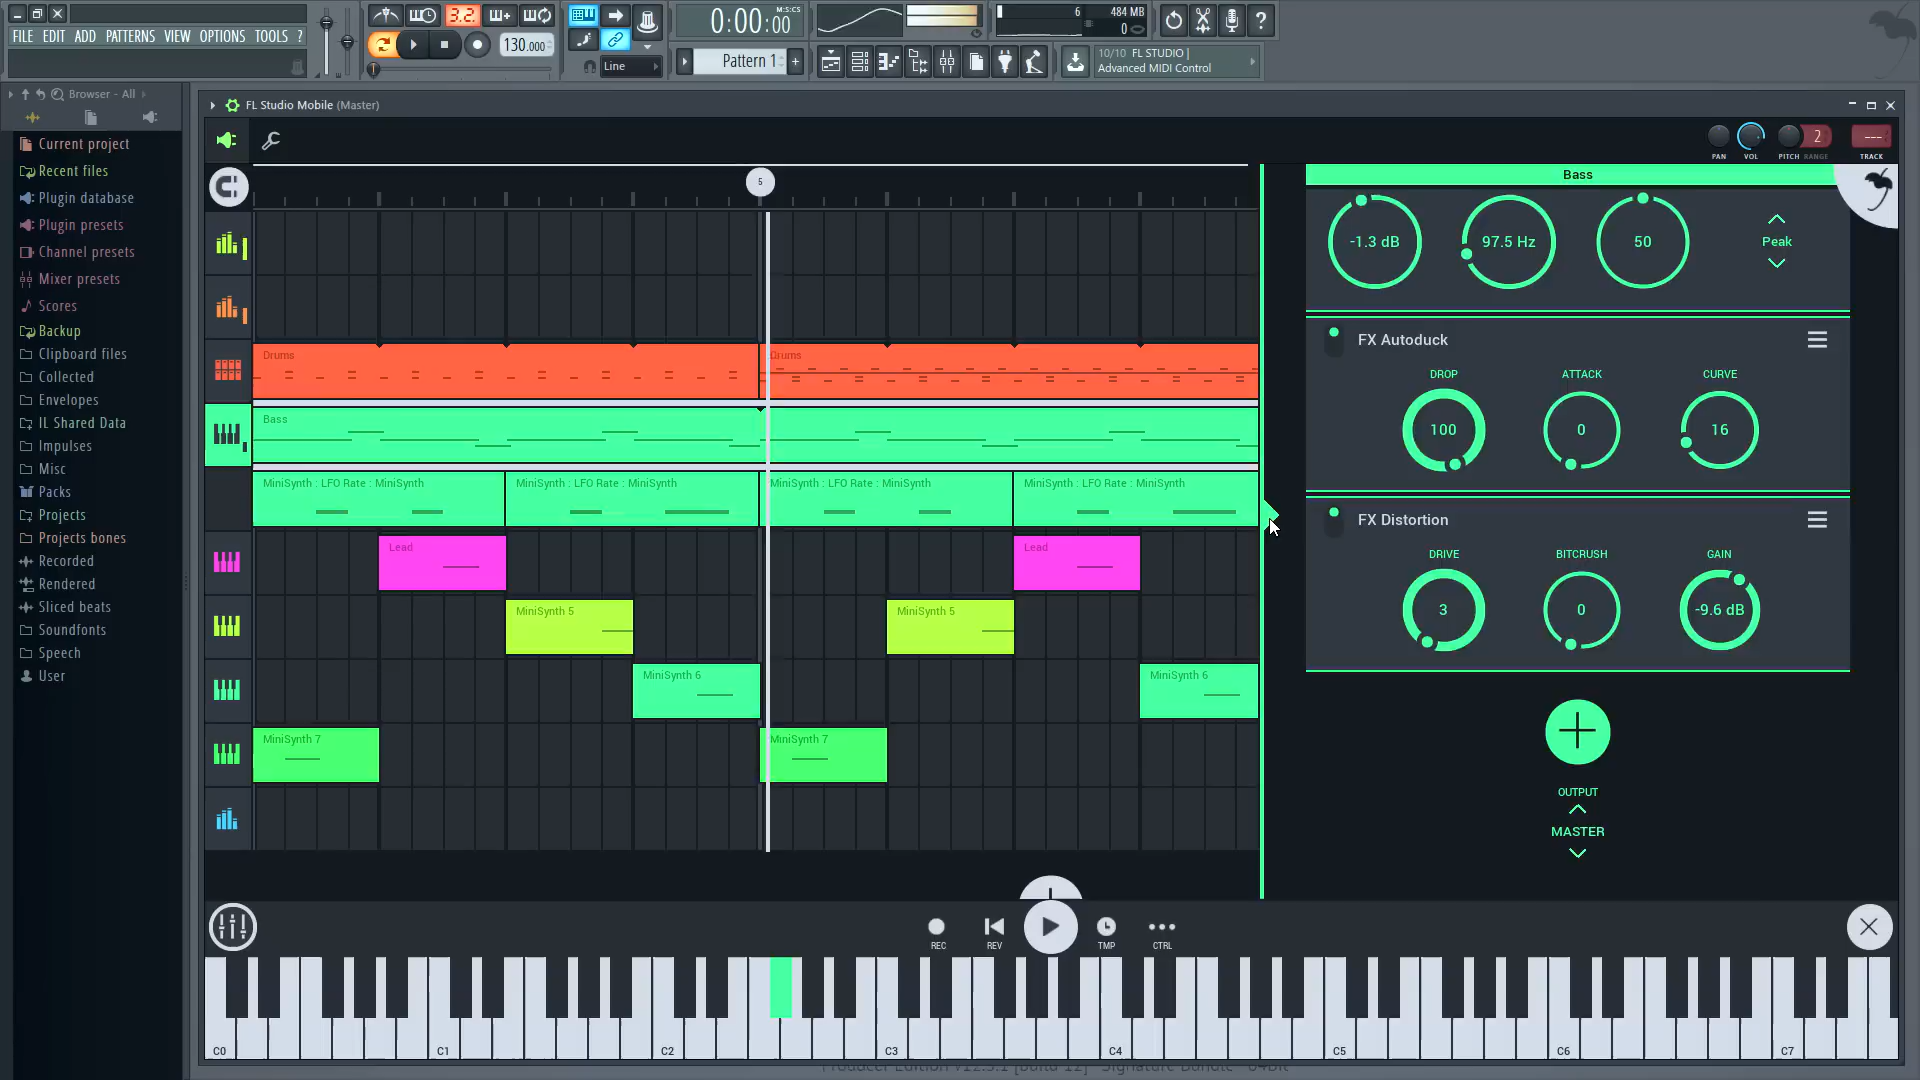 FILE EDIT ADD PATTERNS VIEW OPTIONS TOOLS ?
3.2
130.000
Line
0:00:00
M:S:CS
Pattern 1
6
484 MB
0
10/10 FL STUDIO |
Advanced MIDI Control
Browser - All
Current project
Recent files
Plugin database
Plugin presets
Channel presets
Mixer presets
Scores
Backup
Clipboard files
Collected
Envelopes
IL Shared Data
Impulses
Misc
Packs
Projects
Projects bones
Recorded
Rendered
Sliced beats
Soundfonts
Speech
User
FL Studio Mobile (Master)
PAN
VOL
PITCH RANGE
2
---
TRACK
5
Drums
Drums
Bass
MiniSynth : LFO Rate : MiniSynth
MiniSynth : LFO Rate : MiniSynth
MiniSynth : LFO Rate : MiniSynth
MiniSynth : LFO Rate : MiniSynth
Lead
Lead
MiniSynth 5
MiniSynth 5
MiniSynth 6
MiniSynth 6
MiniSynth 7
MiniSynth 7
Bass
-1.3 dB
97.5 Hz
50
Peak
FX Autoduck
DROP
ATTACK
CURVE
100
0
16
FX Distortion
DRIVE
BITCRUSH
GAIN
3
0
-9.6 dB
OUTPUT
MASTER
REC
REV
TMP
CTRL
C0
C1
C2
C3
C4
C5
C6
C7